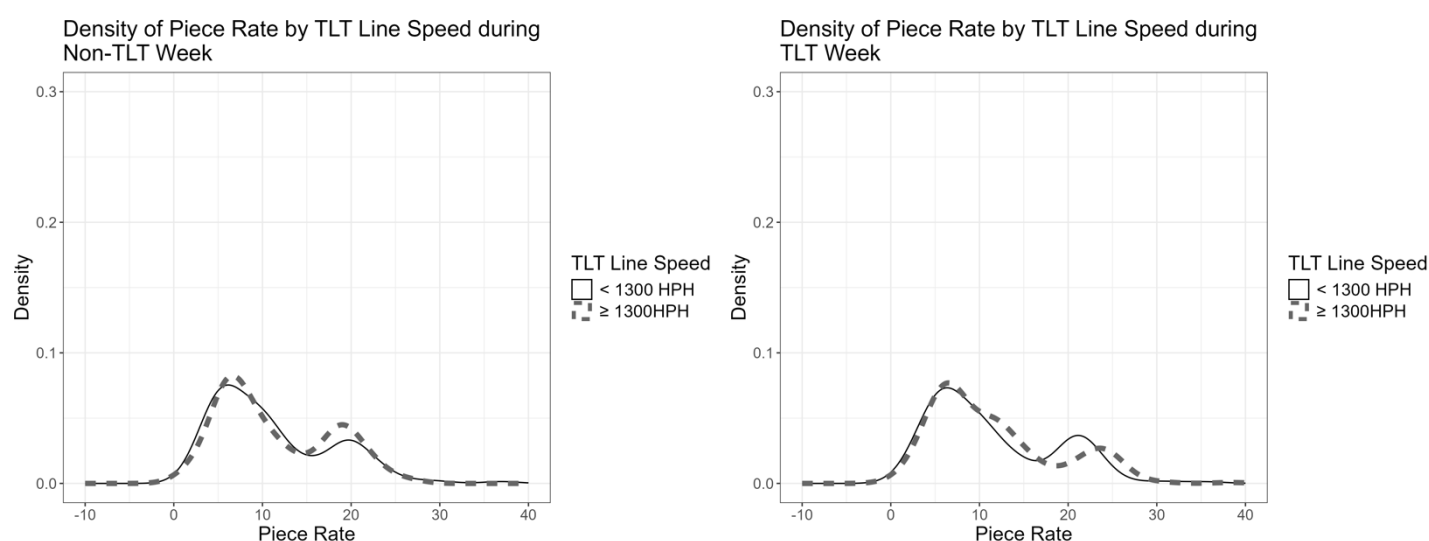 Density of Piece Rate by TLT Line Speed during
Non-TLT Week
0.3
0.2
0.1
0.0
Density
-10 0 10 20 30 40
Piece Rate
TLT Line Speed
< 1300 HPH
≥ 1300HPH
Density of Piece Rate by TLT Line Speed during
TLT Week
0.3
0.2
0.1
0.0
Density
-10 0 10 20 30 40
Piece Rate
TLT Line Speed
< 1300 HPH
≥ 1300HPH